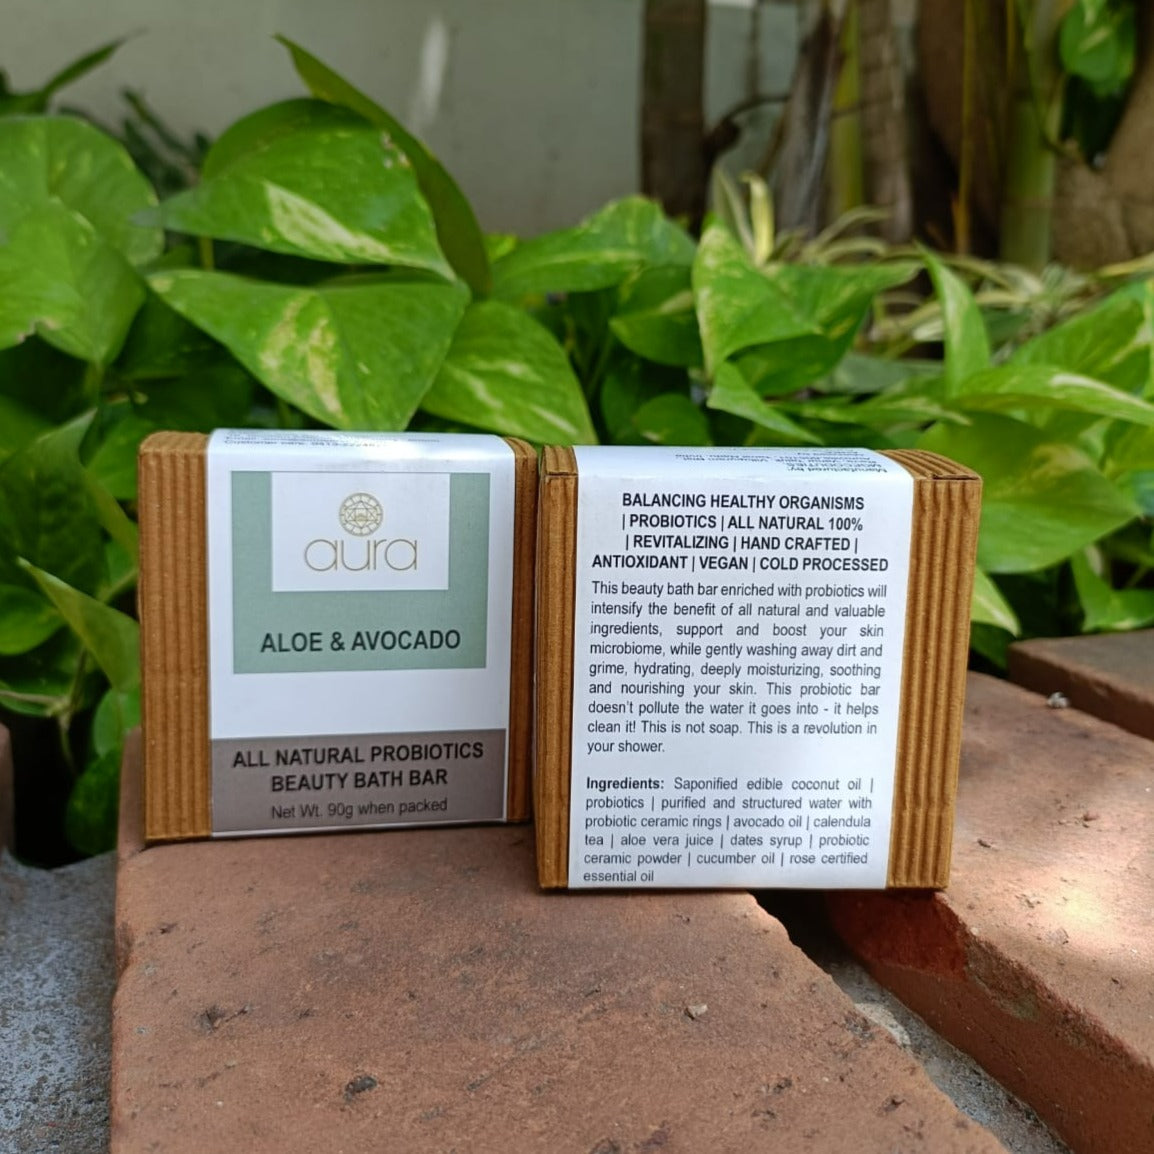 aura
ALOE & AVOCADO
ALL NATURAL PROBIOTICS
BEAUTY BATH BAR
Net Wt. 90g when packed
Manufactured by:
BALANCING HEALTHY ORGANISMS
| PROBIOTICS | ALL NATURAL 100%
| REVITALIZING | HAND CRAFTED |
ANTIOXIDANT | VEGAN | COLD PROCESSED
This beauty bath bar enriched with probiotics will
intensify the benefit of all natural and valuable
ingredients, support and boost your skin
microbiome, while gently washing away dirt and
grime, hydrating, deeply moisturizing, soothing
and nourishing your skin. This probiotic bar
doesn't pollute the water it goes into - it helps
clean it! This is not soap. This is a revolution in
your shower.
Ingredients: Saponified edible coconut oil |
probiotics | purified and structured water with
probiotic ceramic rings | avocado oil | calendula
tea | aloe vera juice | dates syrup | probiotic
ceramic powder | cucumber oil | rose certified
essential oil